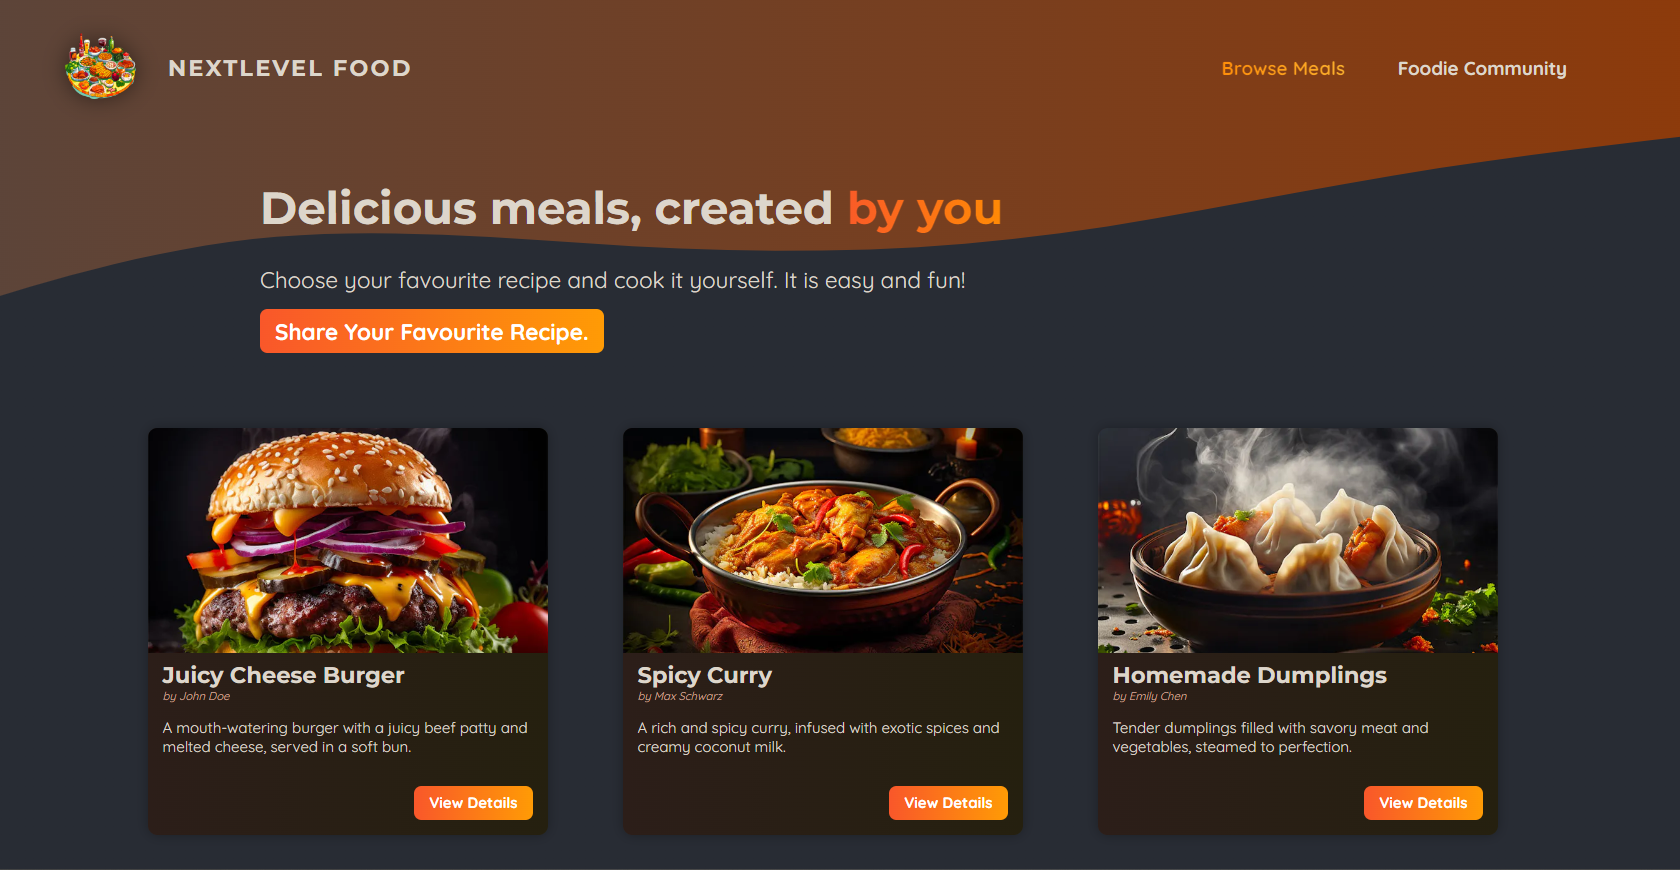 NEXTLEVEL FOOD
Browse Meals
Foodie Community
Delicious meals, created by you
Choose your favourite recipe and cook it yourself. It is easy and fun!
Share Your Favourite Recipe.
Juicy Cheese Burger
by John Doe
A mouth-watering burger with a juicy beef patty and
melted cheese, served in a soft bun.
View Details
Spicy Curry
by Max Schwarz
A rich and spicy curry, infused with exotic spices and
creamy coconut milk.
View Details
Homemade Dumplings
by Emily Chen
Tender dumplings filled with savory meat and
vegetables, steamed to perfection.
View Details